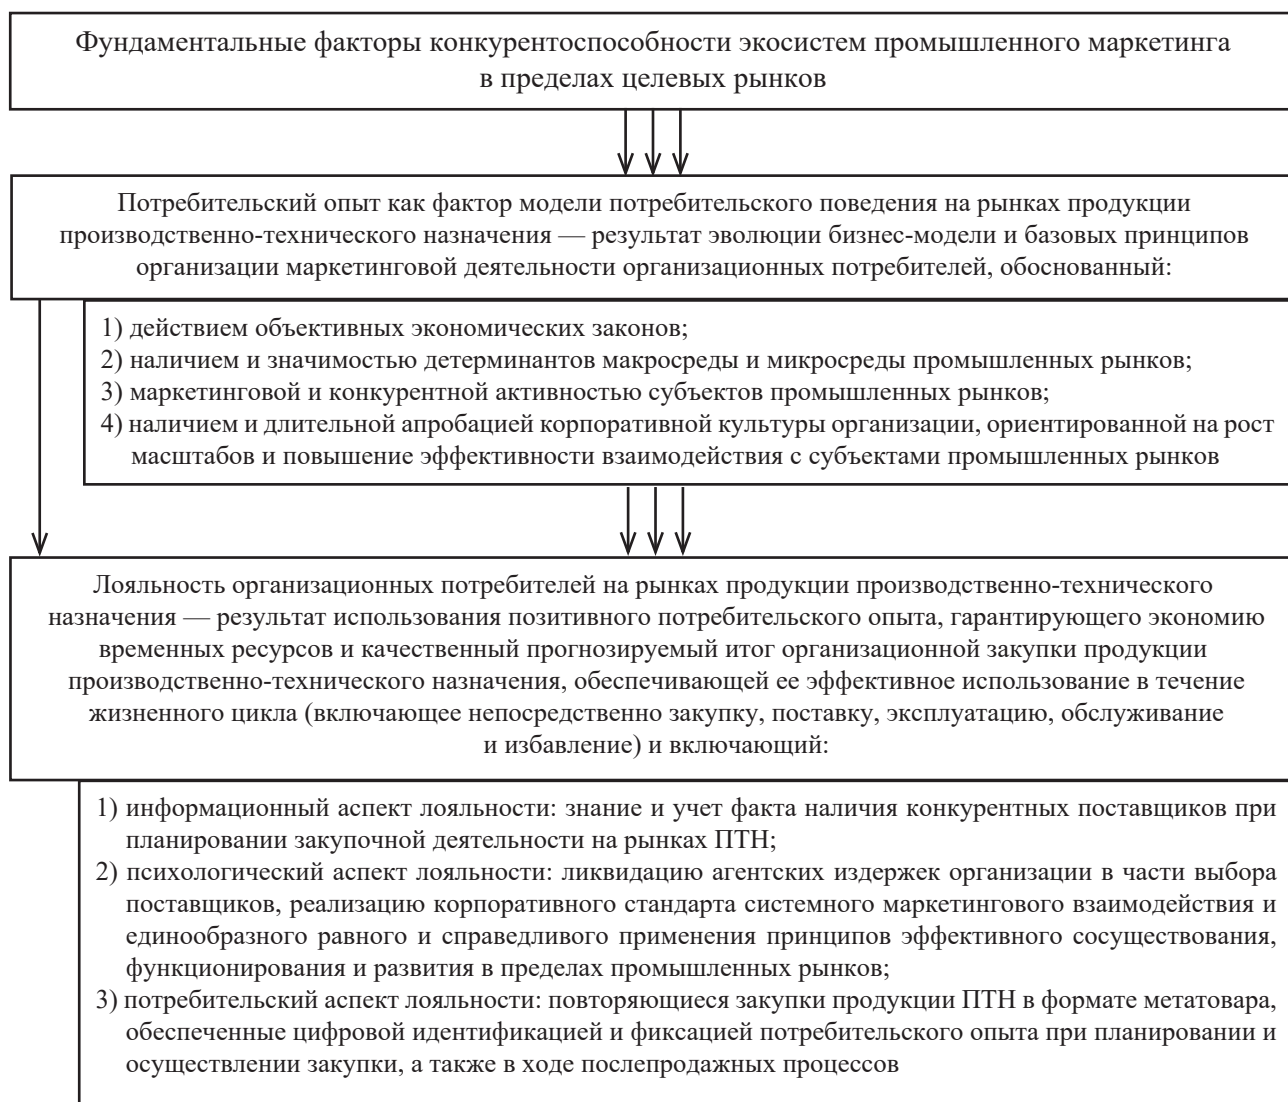 Фундаментальные факторы конкурентоспособности экосистем промышленного маркетинга
в пределах целевых рынков
Потребительский опыт как фактор модели потребительского поведения на рынках продукции
производственно-технического назначения — результат эволюции бизнес-модели и базовых принципов
организации маркетинговой деятельности организационных потребителей, обоснованный:
1) действием объективных экономических законов;
2) наличием и значимостью детерминантов макросреды и микросреды промышленных рынков;
3) маркетинговой и конкурентной активностью субъектов промышленных рынков;
4) наличием и длительной апробацией корпоративной культуры организации, ориентированной на рост
масштабов и повышение эффективности взаимодействия с субъектами промышленных рынков
Лояльность организационных потребителей на рынках продукции производственно-технического
назначения — результат использования позитивного потребительского опыта, гарантирующего экономию
временных ресурсов и качественный прогнозируемый итог организационной закупки продукции
производственно-технического назначения, обеспечивающей ее эффективное использование в течение
жизненного цикла (включающее непосредственно закупку, поставку, эксплуатацию, обслуживание
и избавление) и включающий:
1) информационный аспект лояльности: знание и учет факта наличия конкурентных поставщиков при
планировании закупочной деятельности на рынках ПТН;
2) психологический аспект лояльности: ликвидацию агентских издержек организации в части выбора
поставщиков, реализацию корпоративного стандарта системного маркетингового взаимодействия и
единообразного равного и справедливого применения принципов эффективного сосуществования,
функционирования и развития в пределах промышленных рынков;
3) потребительский аспект лояльности: повторяющиеся закупки продукции ПТН в формате метатовара,
обеспеченные цифровой идентификацией и фиксацией потребительского опыта при планировании и
осуществлении закупки, а также в ходе послепродажных процессов